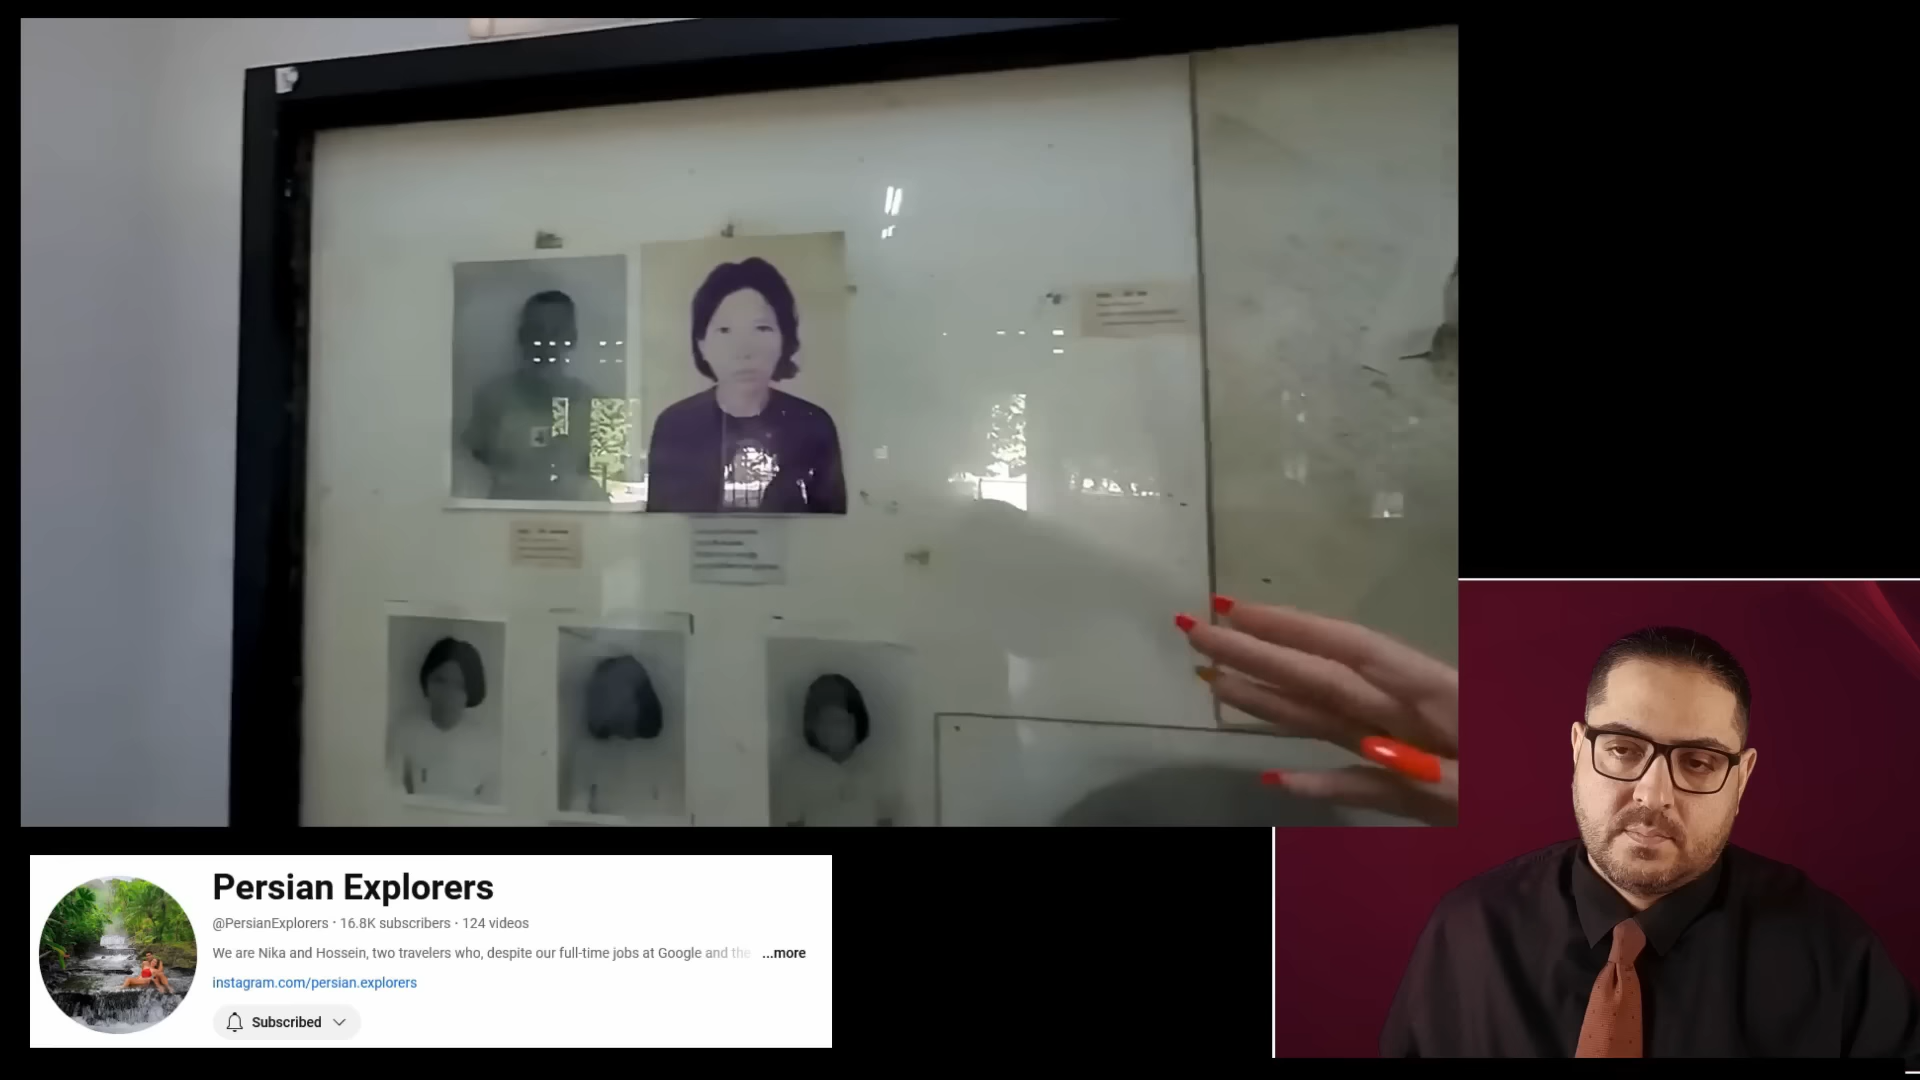 Persian Explorers
@PersianExplorers · 16.8K subscribers · 124 videos
We are Nika and Hossein, two travelers who, despite our full-time jobs at Google and the ...more
instagram.com/persian.explorers
Subscribed